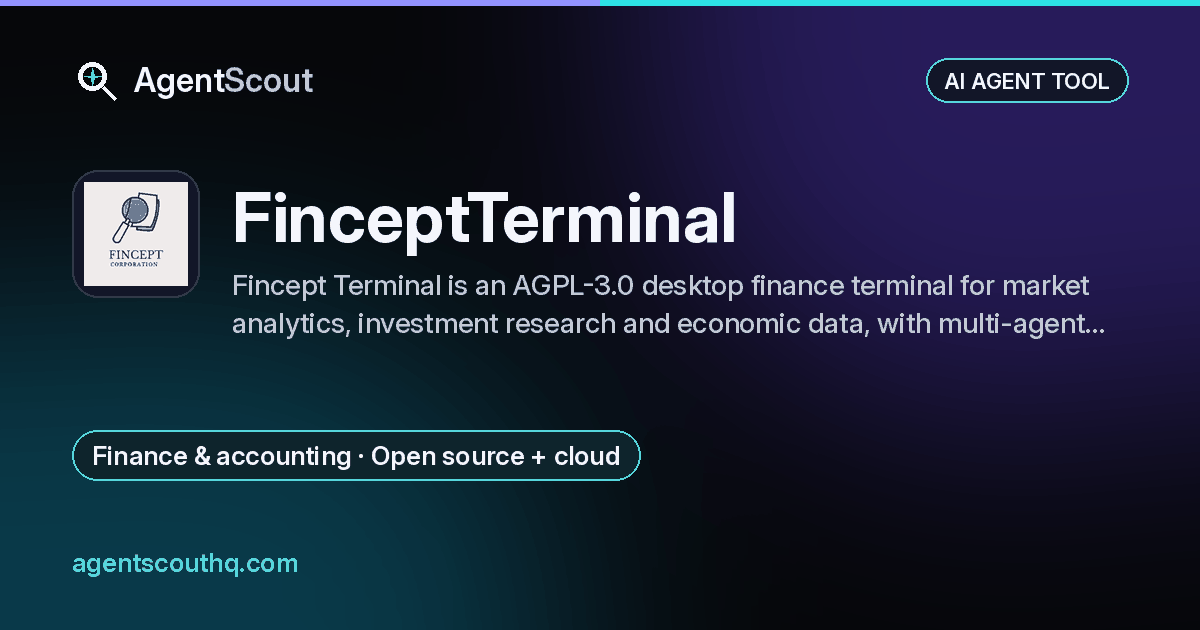 AgentScout
AI AGENT TOOL
FINCEPT
CORPORATION
FinceptTerminal
Fincept Terminal is an AGPL-3.0 desktop finance terminal for market
analytics, investment research and economic data, with multi-agent...
Finance & accounting · Open source + cloud
agentscouthq.com